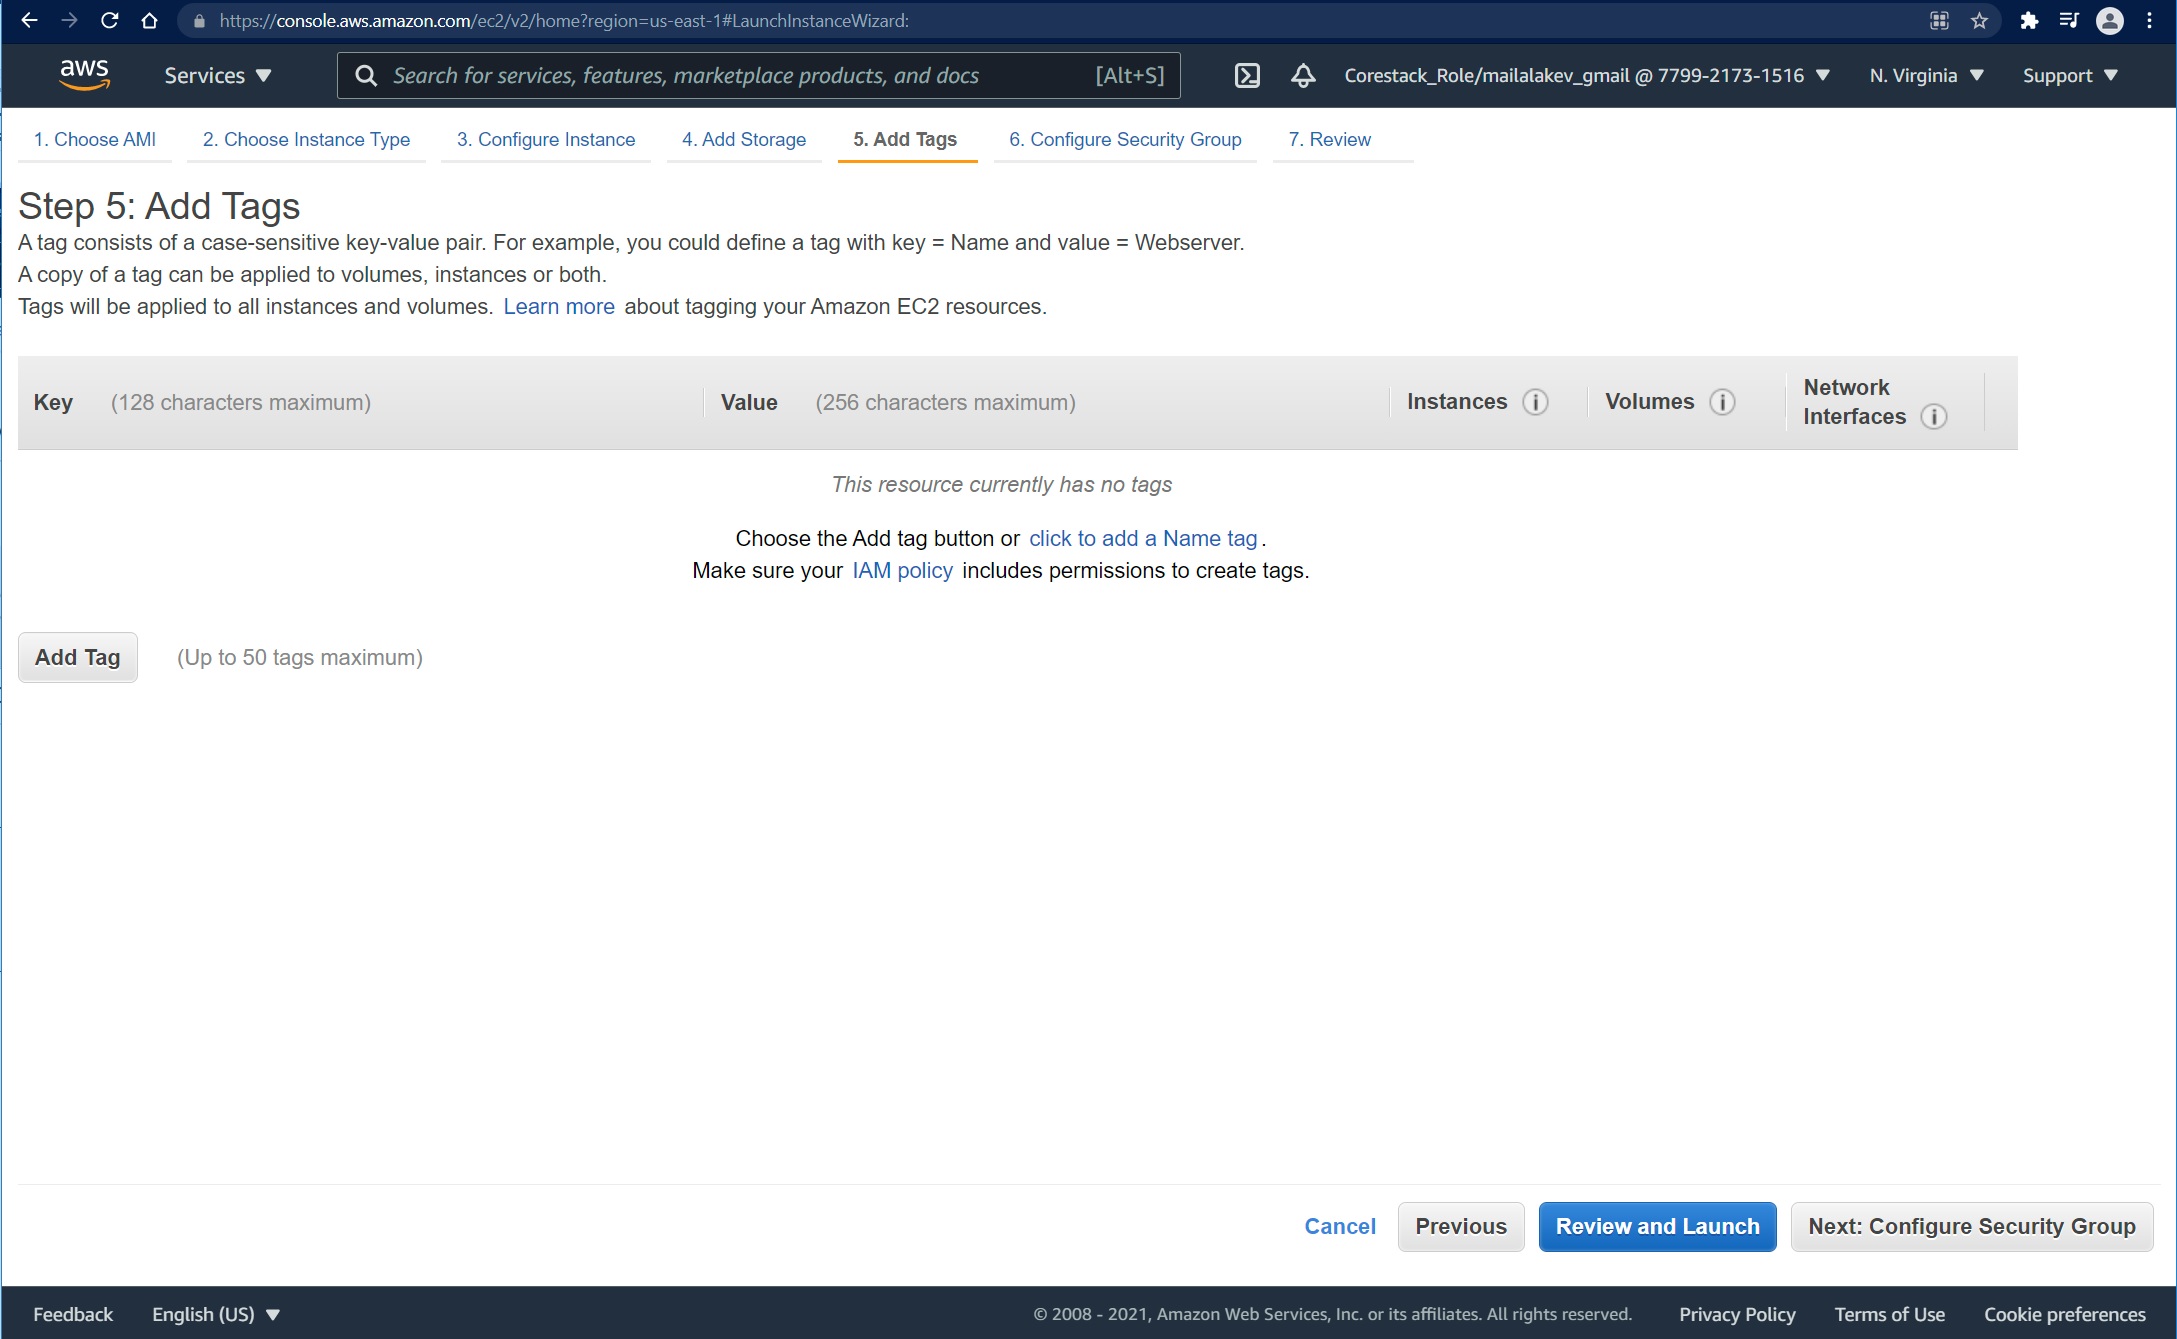 https://console.aws.amazon.com/ec2/v2/home?region=us-east-1#LaunchInstanceWizard:
aws Services Search for services, features, marketplace products, and docs [Alt+S] Corestack_Role/mailalakev_gmail @ 7799-2173-1516 N. Virginia Support
1. Choose AMI 2. Choose Instance Type 3. Configure Instance 4. Add Storage 5. Add Tags 6. Configure Security Group 7. Review
Step 5: Add Tags
A tag consists of a case-sensitive key-value pair. For example, you could define a tag with key = Name and value = Webserver.
A copy of a tag can be applied to volumes, instances or both.
Tags will be applied to all instances and volumes. Learn more about tagging your Amazon EC2 resources.
Key (128 characters maximum) Value (256 characters maximum) Instances Volumes Network
Interfaces
This resource currently has no tags
Choose the Add tag button or click to add a Name tag.
Make sure your IAM policy includes permissions to create tags.
Add Tag (Up to 50 tags maximum)
Cancel Previous Review and Launch Next: Configure Security Group
Feedback English (US) © 2008 - 2021, Amazon Web Services, Inc. or its affiliates. All rights reserved. Privacy Policy Terms of Use Cookie preferences